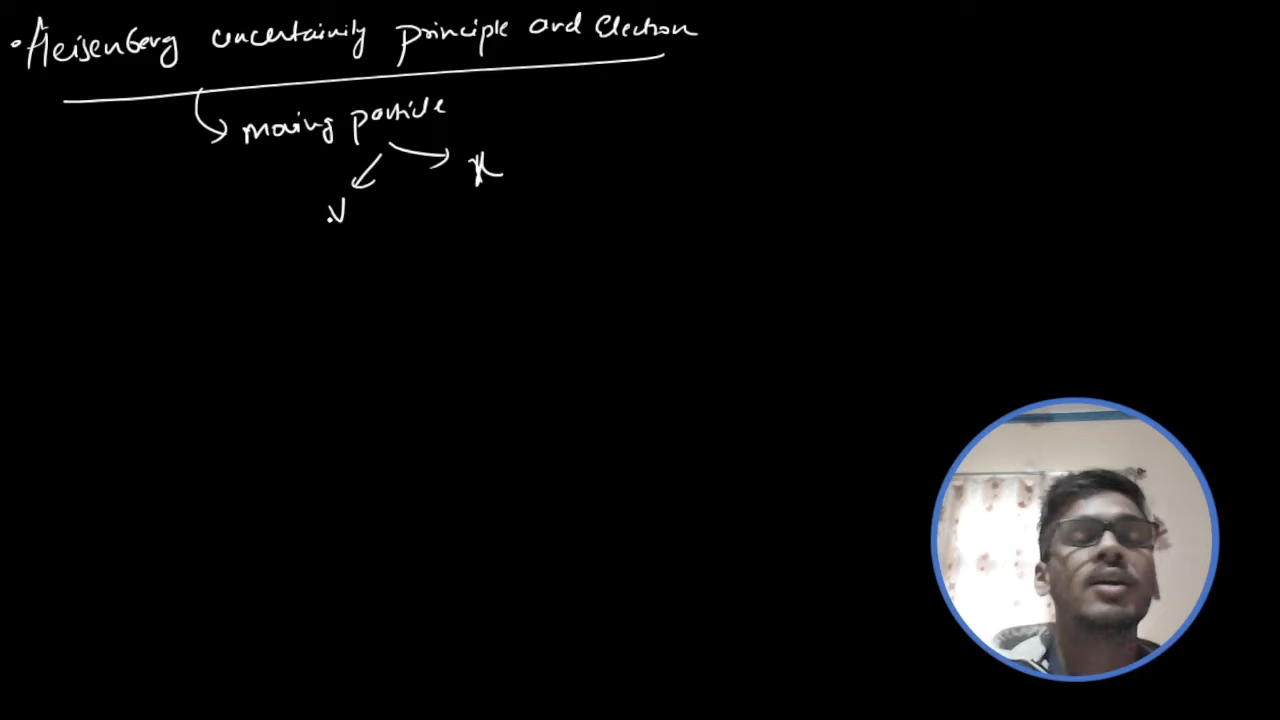 • Heisenberg uncertainity principle and Electron
moving particle
x
.v